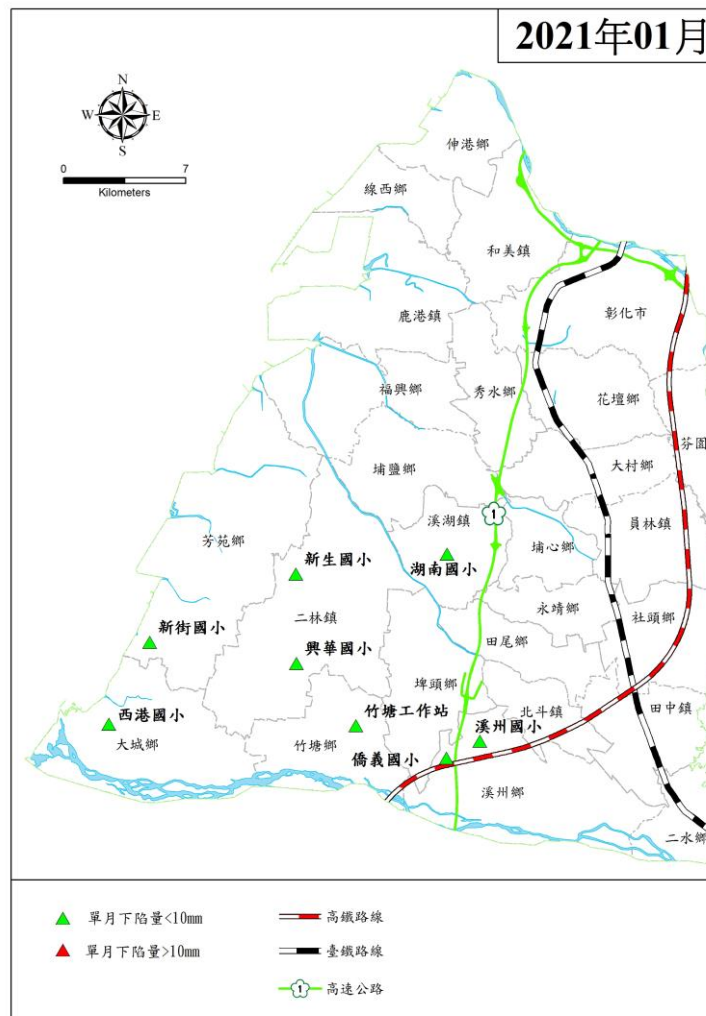 2021年01月
N
W
E
S
0
7
Kilometers
伸港鄉
線西鄉
和美鎮
鹿港鎮
彰化市
福興鄉
秀水鄉
花壇鄉
芬園
埔鹽鄉
大村鄉
溪湖鎮
1
員林鎮
芳苑鄉
埔心鄉
新生國小
湖南國小
二林鎮
永靖鄉
社頭鄉
新街國小
田尾鄉
興華國小
埤頭鄉
西港國小
竹塘工作站
北斗鎮
田中鎮
大城鄉
竹塘鄉
溪州國小
僑義國小
溪州鄉
二水鄉
單月下陷量<10mm
高鐵路線
單月下陷量>10mm
臺鐵路線
1
高速公路